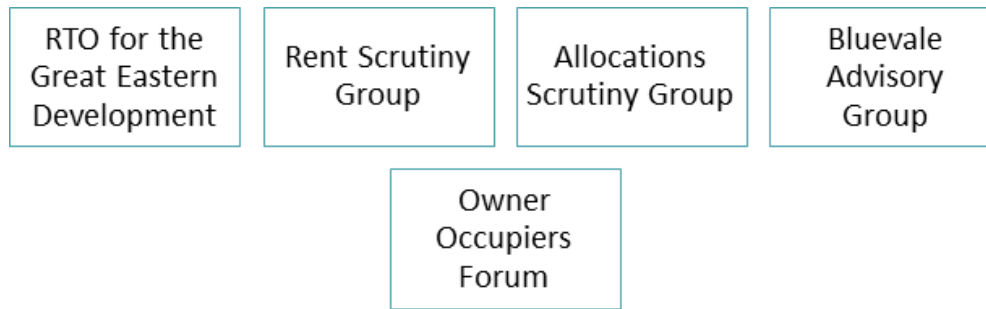 RTO for the
Great Eastern
Development
Rent Scrutiny
Group
Allocations
Scrutiny Group
Bluevale
Advisory
Group
Owner
Occupiers
Forum